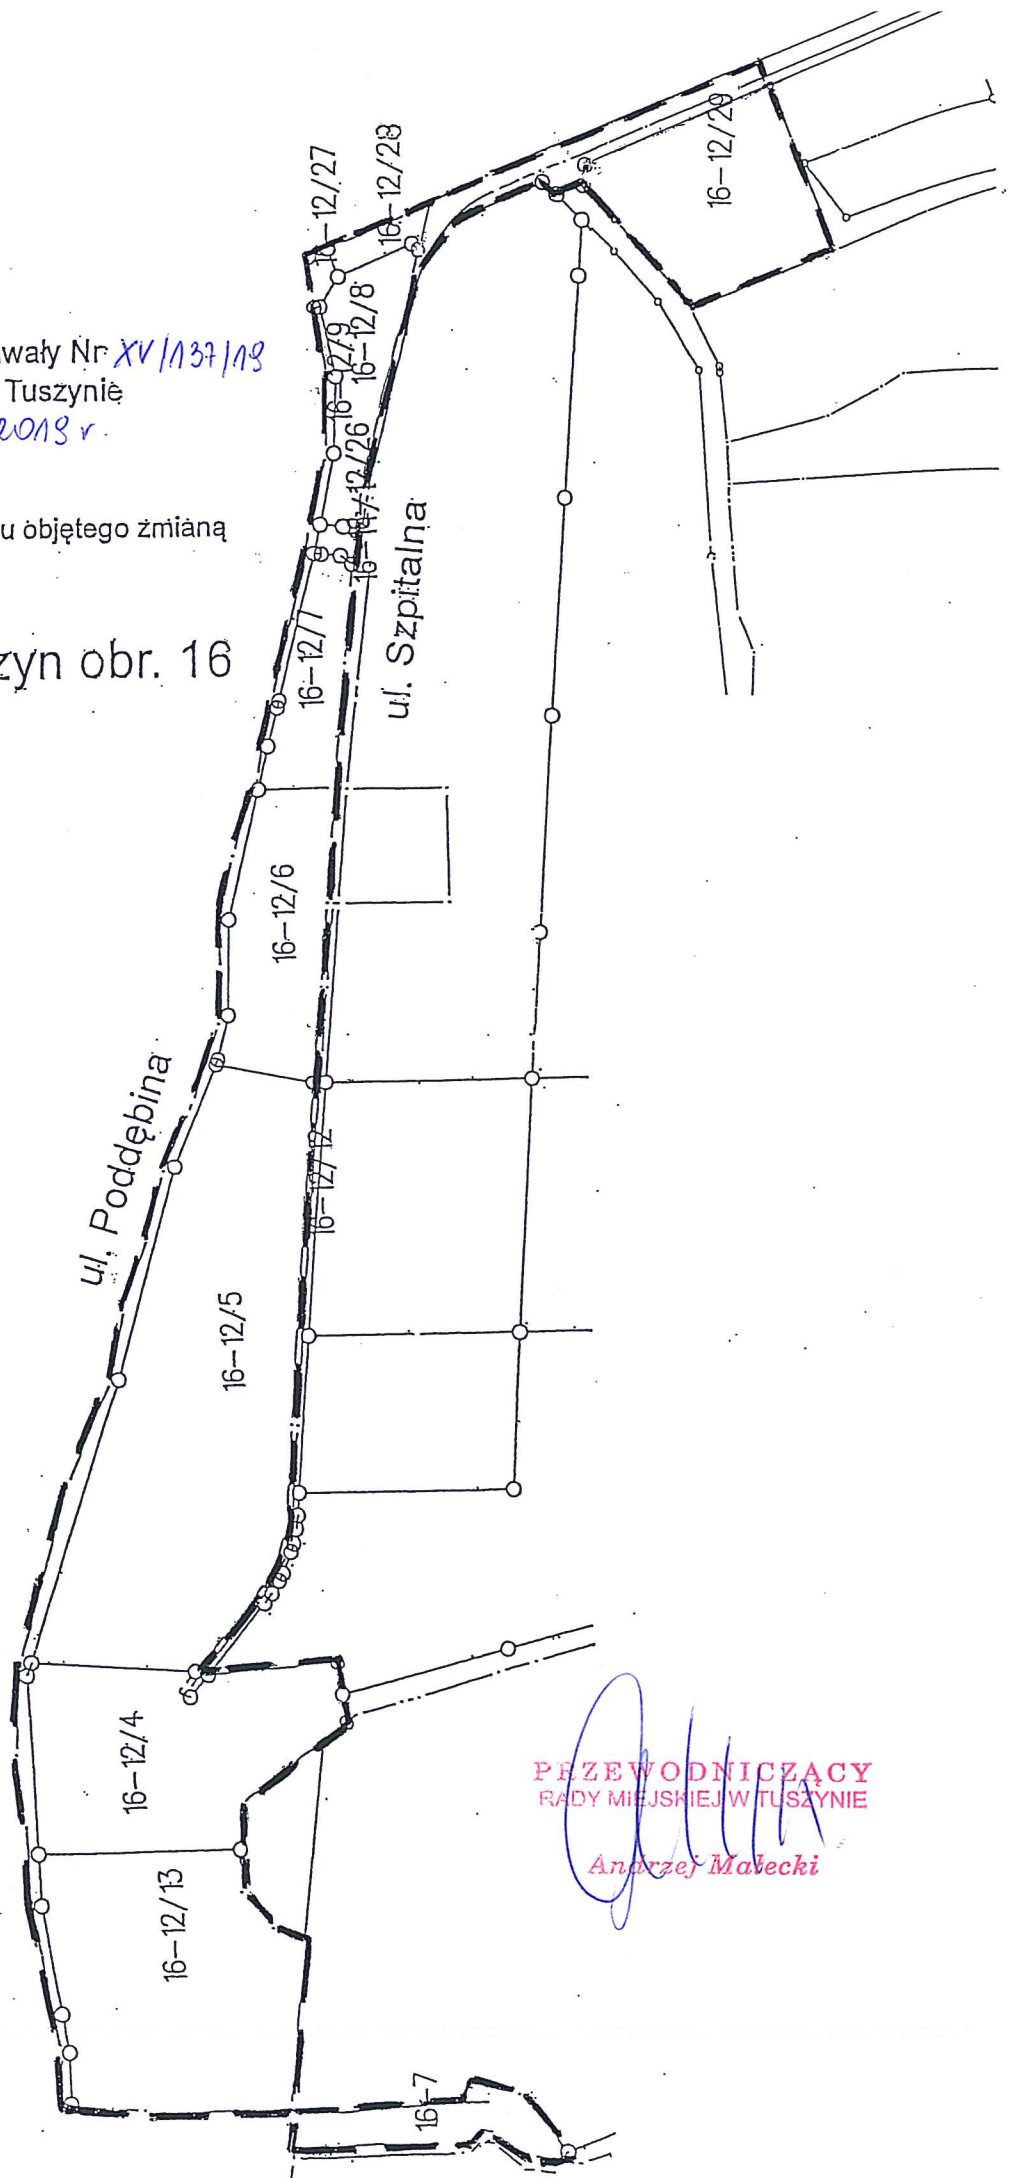 wały Nr XV/137/19
Tuszynie
2019 r.
u objętego zmianą
zyn obr. 16
16-12/27
16-12/28
16-12/29
16-12/9
16-12/8
16-12/26
ul. Szpitalna
16-12/7
16-12/6
ul. Poddębina
16-12/12
16-12/5
16-12/4
16-12/13
16-7
PRZEWODNICZĄCY
RADY MIEJSKIEJ W TUSZYNIE
Andrzej Małecki